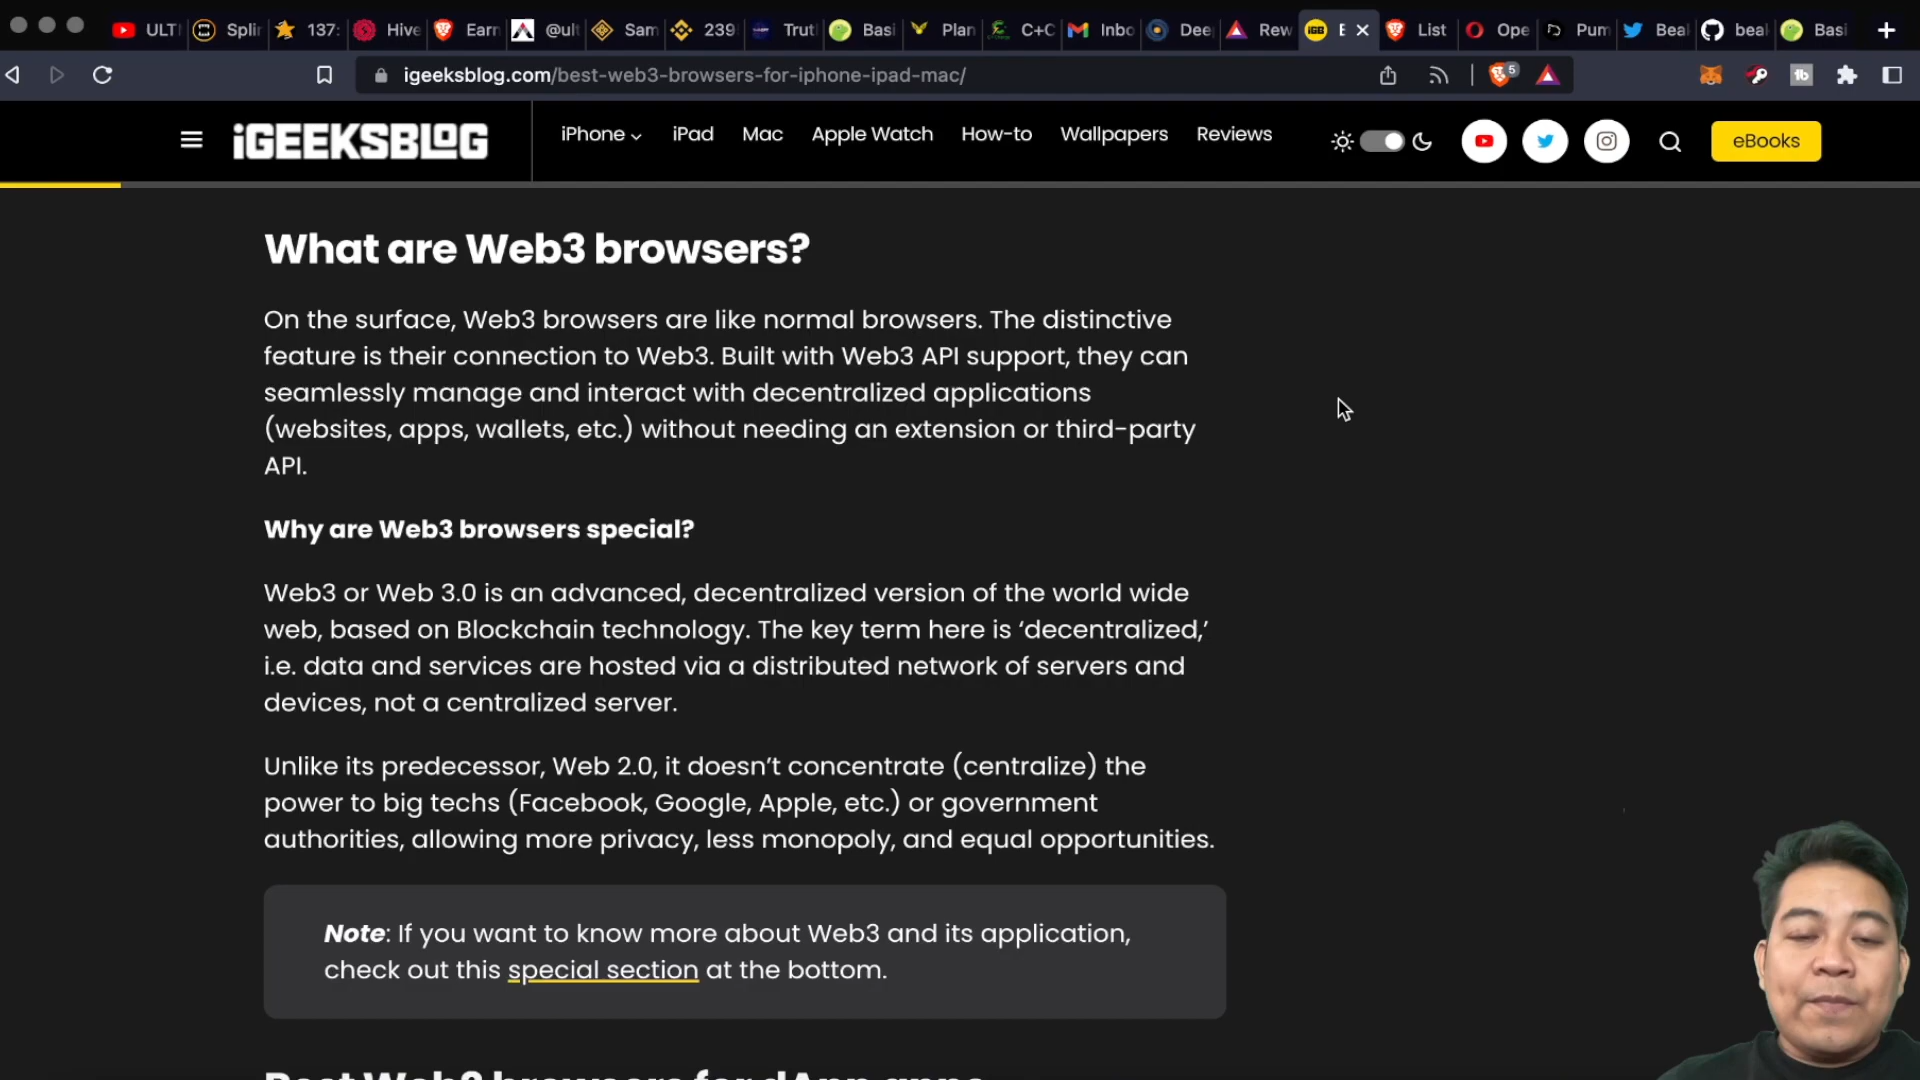 ULTI
Splin
137:
Hive
Earn
@ult
Sam
239
Trut
Basi
Plan
C+C
Inbo
Dee
Rew
E
List
Ope
Pum
Beal
beal
Basi
igeeksblog.com/best-web3-browsers-for-iphone-ipad-mac/
5
iGEEKSBLOG
iPhone
iPad
Mac
Apple Watch
How-to
Wallpapers
Reviews
eBooks
What are Web3 browsers?
On the surface, Web3 browsers are like normal browsers. The distinctive
feature is their connection to Web3. Built with Web3 API support, they can
seamlessly manage and interact with decentralized applications
(websites, apps, wallets, etc.) without needing an extension or third-party
API.
Why are Web3 browsers special?
Web3 or Web 3.0 is an advanced, decentralized version of the world wide
web, based on Blockchain technology. The key term here is ‘decentralized,’
i.e. data and services are hosted via a distributed network of servers and
devices, not a centralized server.
Unlike its predecessor, Web 2.0, it doesn’t concentrate (centralize) the
power to big techs (Facebook, Google, Apple, etc.) or government
authorities, allowing more privacy, less monopoly, and equal opportunities.
Note: If you want to know more about Web3 and its application,
check out this special section at the bottom.
Best Web3 browsers for dApp apps